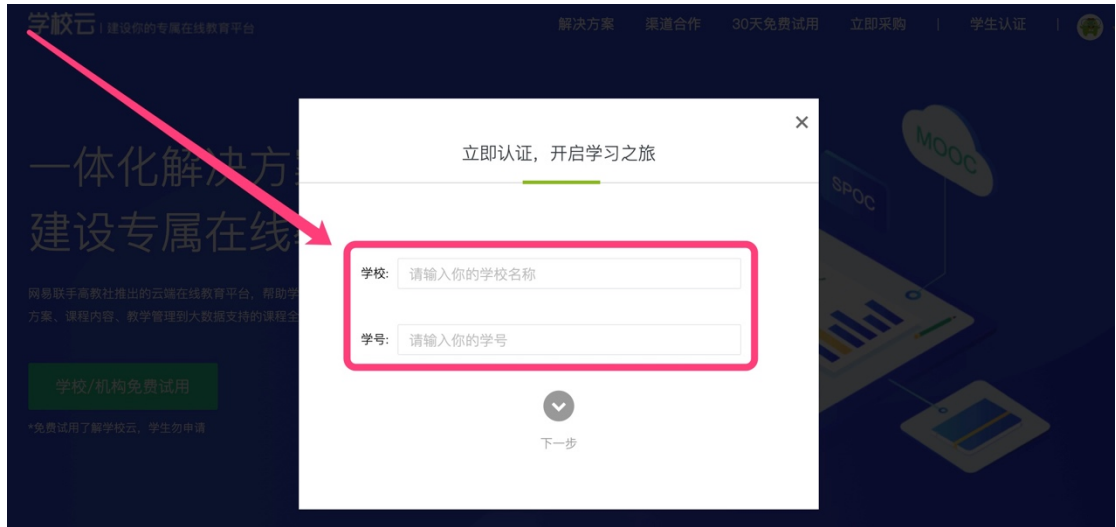 学校云 | 建设你的专属在线教育平台
解决方案 渠道合作 30天免费试用 立即采购 | 学生认证 |
立即认证，开启学习之旅
一体化解决方
建设专属在线
网易联手高教社推出的云端在线教育平台，帮助学
方案、课程内容、教学管理到大数据支持的课程全
学校/机构免费试用
*免费试用了解学校云，学生勿申请
学校: 请输入你的学校名称
学号: 请输入你的学号
下一步
MOOC
SPOC